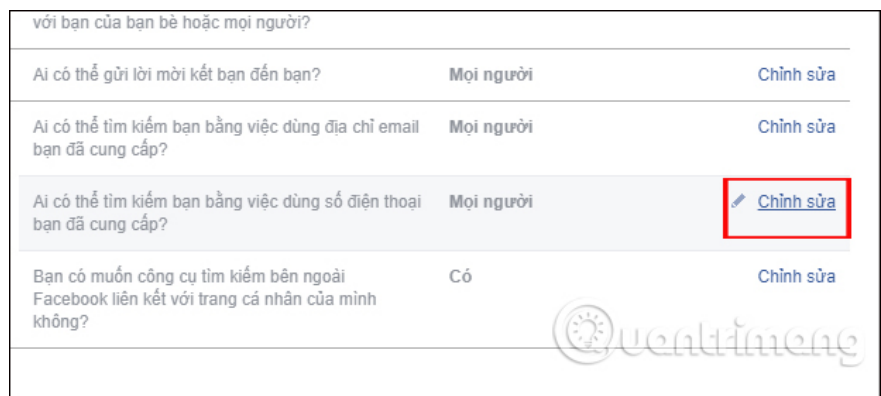 với bạn của bạn bè hoặc mọi người?
Ai có thể gửi lời mời kết bạn đến bạn? Mọi người Chỉnh sửa
Ai có thể tìm kiếm bạn bằng việc dùng địa chỉ email Mọi người Chỉnh sửa
bạn đã cung cấp?
Ai có thể tìm kiếm bạn bằng việc dùng số điện thoại Mọi người Chỉnh sửa
bạn đã cung cấp?
Bạn có muốn công cụ tìm kiếm bên ngoài Có Chỉnh sửa
Facebook liên kết với trang cá nhân của mình
không?
Quantrimang